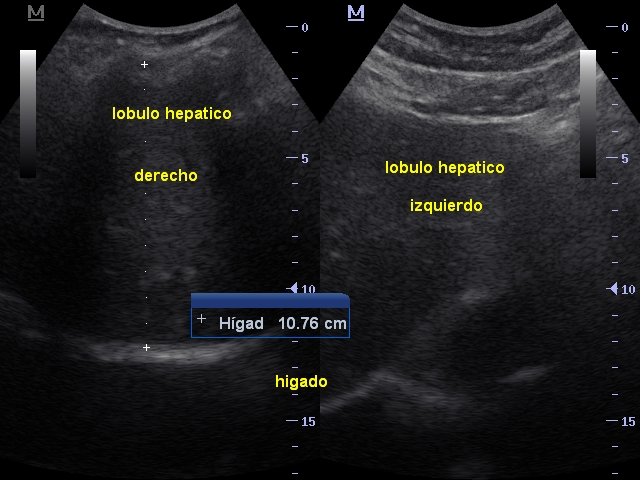 M
0
lobulo hepatico
derecho
5
10
+ Hígad 10.76 cm
higado
15
M
0
lobulo hepatico
izquierdo
5
10
15